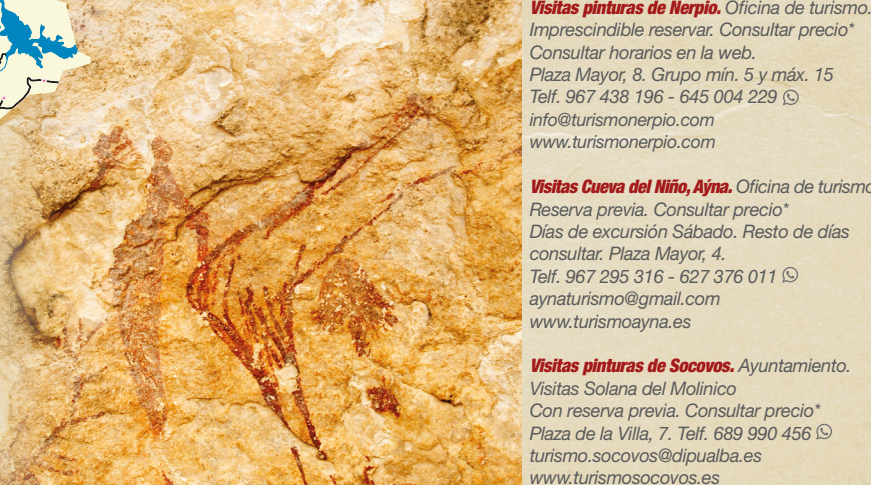 Visitas pinturas de Nerpio. Oficina de turismo.
Imprescindible reservar. Consultar precio*
Consultar horarios en la web.
Plaza Mayor, 8. Grupo mín. 5 y máx. 15
Telf. 967 438 196 - 645 004 229
info@turismonerpio.com
www.turismonerpio.com
Visitas Cueva del Niño, Aýna. Oficina de turismo
Reserva previa. Consultar precio*
Días de excursión Sábado. Resto de días
consultar. Plaza Mayor, 4.
Telf. 967 295 316 - 627 376 011
aynaturismo@gmail.com
www.turismoayna.es
Visitas pinturas de Socovos. Ayuntamiento.
Visitas Solana del Molinico
Con reserva previa. Consultar precio*
Plaza de la Villa, 7. Telf. 689 990 456
turismo.socovos@dipualba.es
www.turismosocovos.es